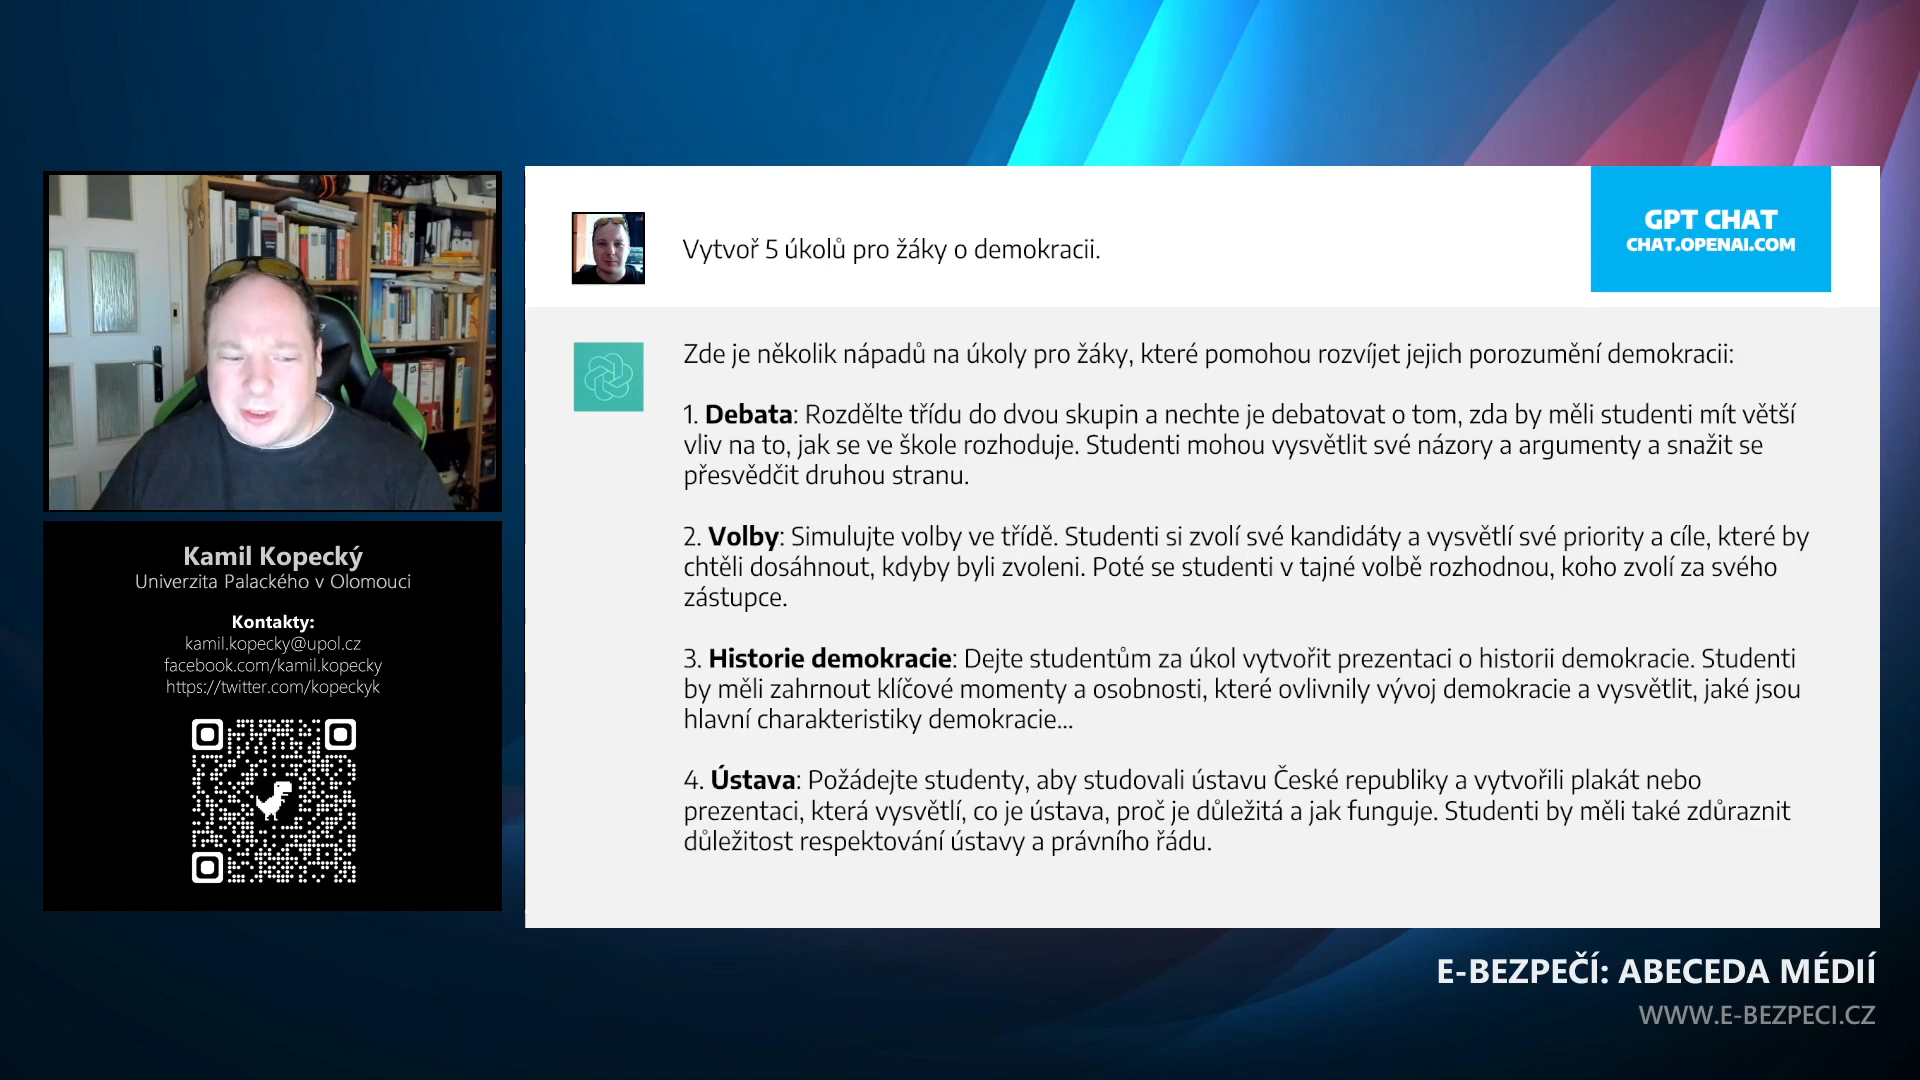 Kamil Kopecký
Univerzita Palackého v Olomouci
Kontakty:
kamil.kopecky@upol.cz
facebook.com/kamil.kopecky
https://twitter.com/kopeckyk
GPT CHAT
CHAT.OPENAI.COM
Vytvoř 5 úkolů pro žáky o demokracii.
Zde je několik nápadů na úkoly pro žáky, které pomohou rozvíjet jejich porozumění demokracii:
1. Debata: Rozdělte třídu do dvou skupin a nechte je debatovat o tom, zda by měli studenti mít větší
vliv na to, jak se ve škole rozhoduje. Studenti mohou vysvětlit své názory a argumenty a snažit se
přesvědčit druhou stranu.
2. Volby: Simulujte volby ve třídě. Studenti si zvolí své kandidáty a vysvětlí své priority a cíle, které by
chtěli dosáhnout, kdyby byli zvoleni. Poté se studenti v tajné volbě rozhodnou, koho zvolí za svého
zástupce.
3. Historie demokracie: Dejte studentům za úkol vytvořit prezentaci o historii demokracie. Studenti
by měli zahrnout klíčové momenty a osobnosti, které ovlivnily vývoj demokracie a vysvětlit, jaké jsou
hlavní charakteristiky demokracie...
4. Ústava: Požádejte studenty, aby studovali ústavu České republiky a vytvořili plakát nebo
prezentaci, která vysvětlí, co je ústava, proč je důležitá a jak funguje. Studenti by měli také zdůraznit
důležitost respektování ústavy a právního řádu.
E-BEZPEČÍ: ABECEDA MÉDIÍ
WWW.E-BEZPECI.CZ